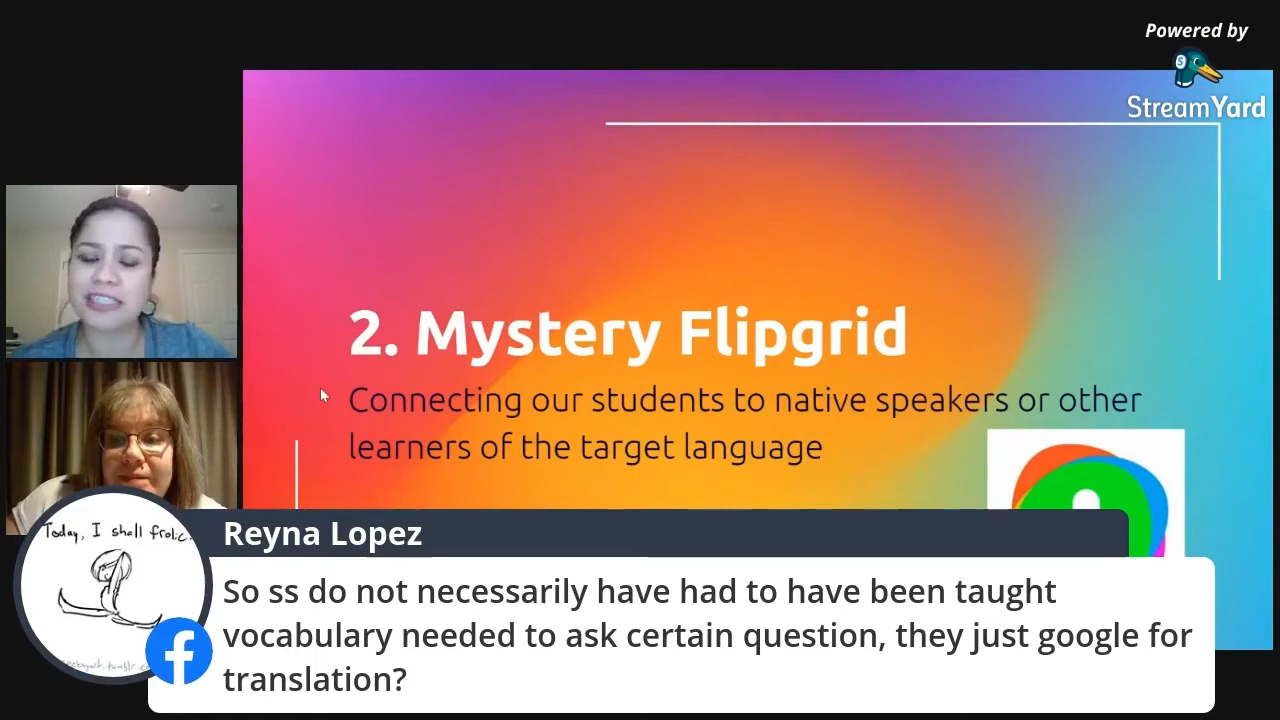 Powered by
StreamYard
2. Mystery Flipgrid
Connecting our students to native speakers or other
learners of the target language
Today, I shall frolic.
Reyna Lopez
So ss do not necessarily have had to have been taught
vocabulary needed to ask certain question, they just google for
translation?